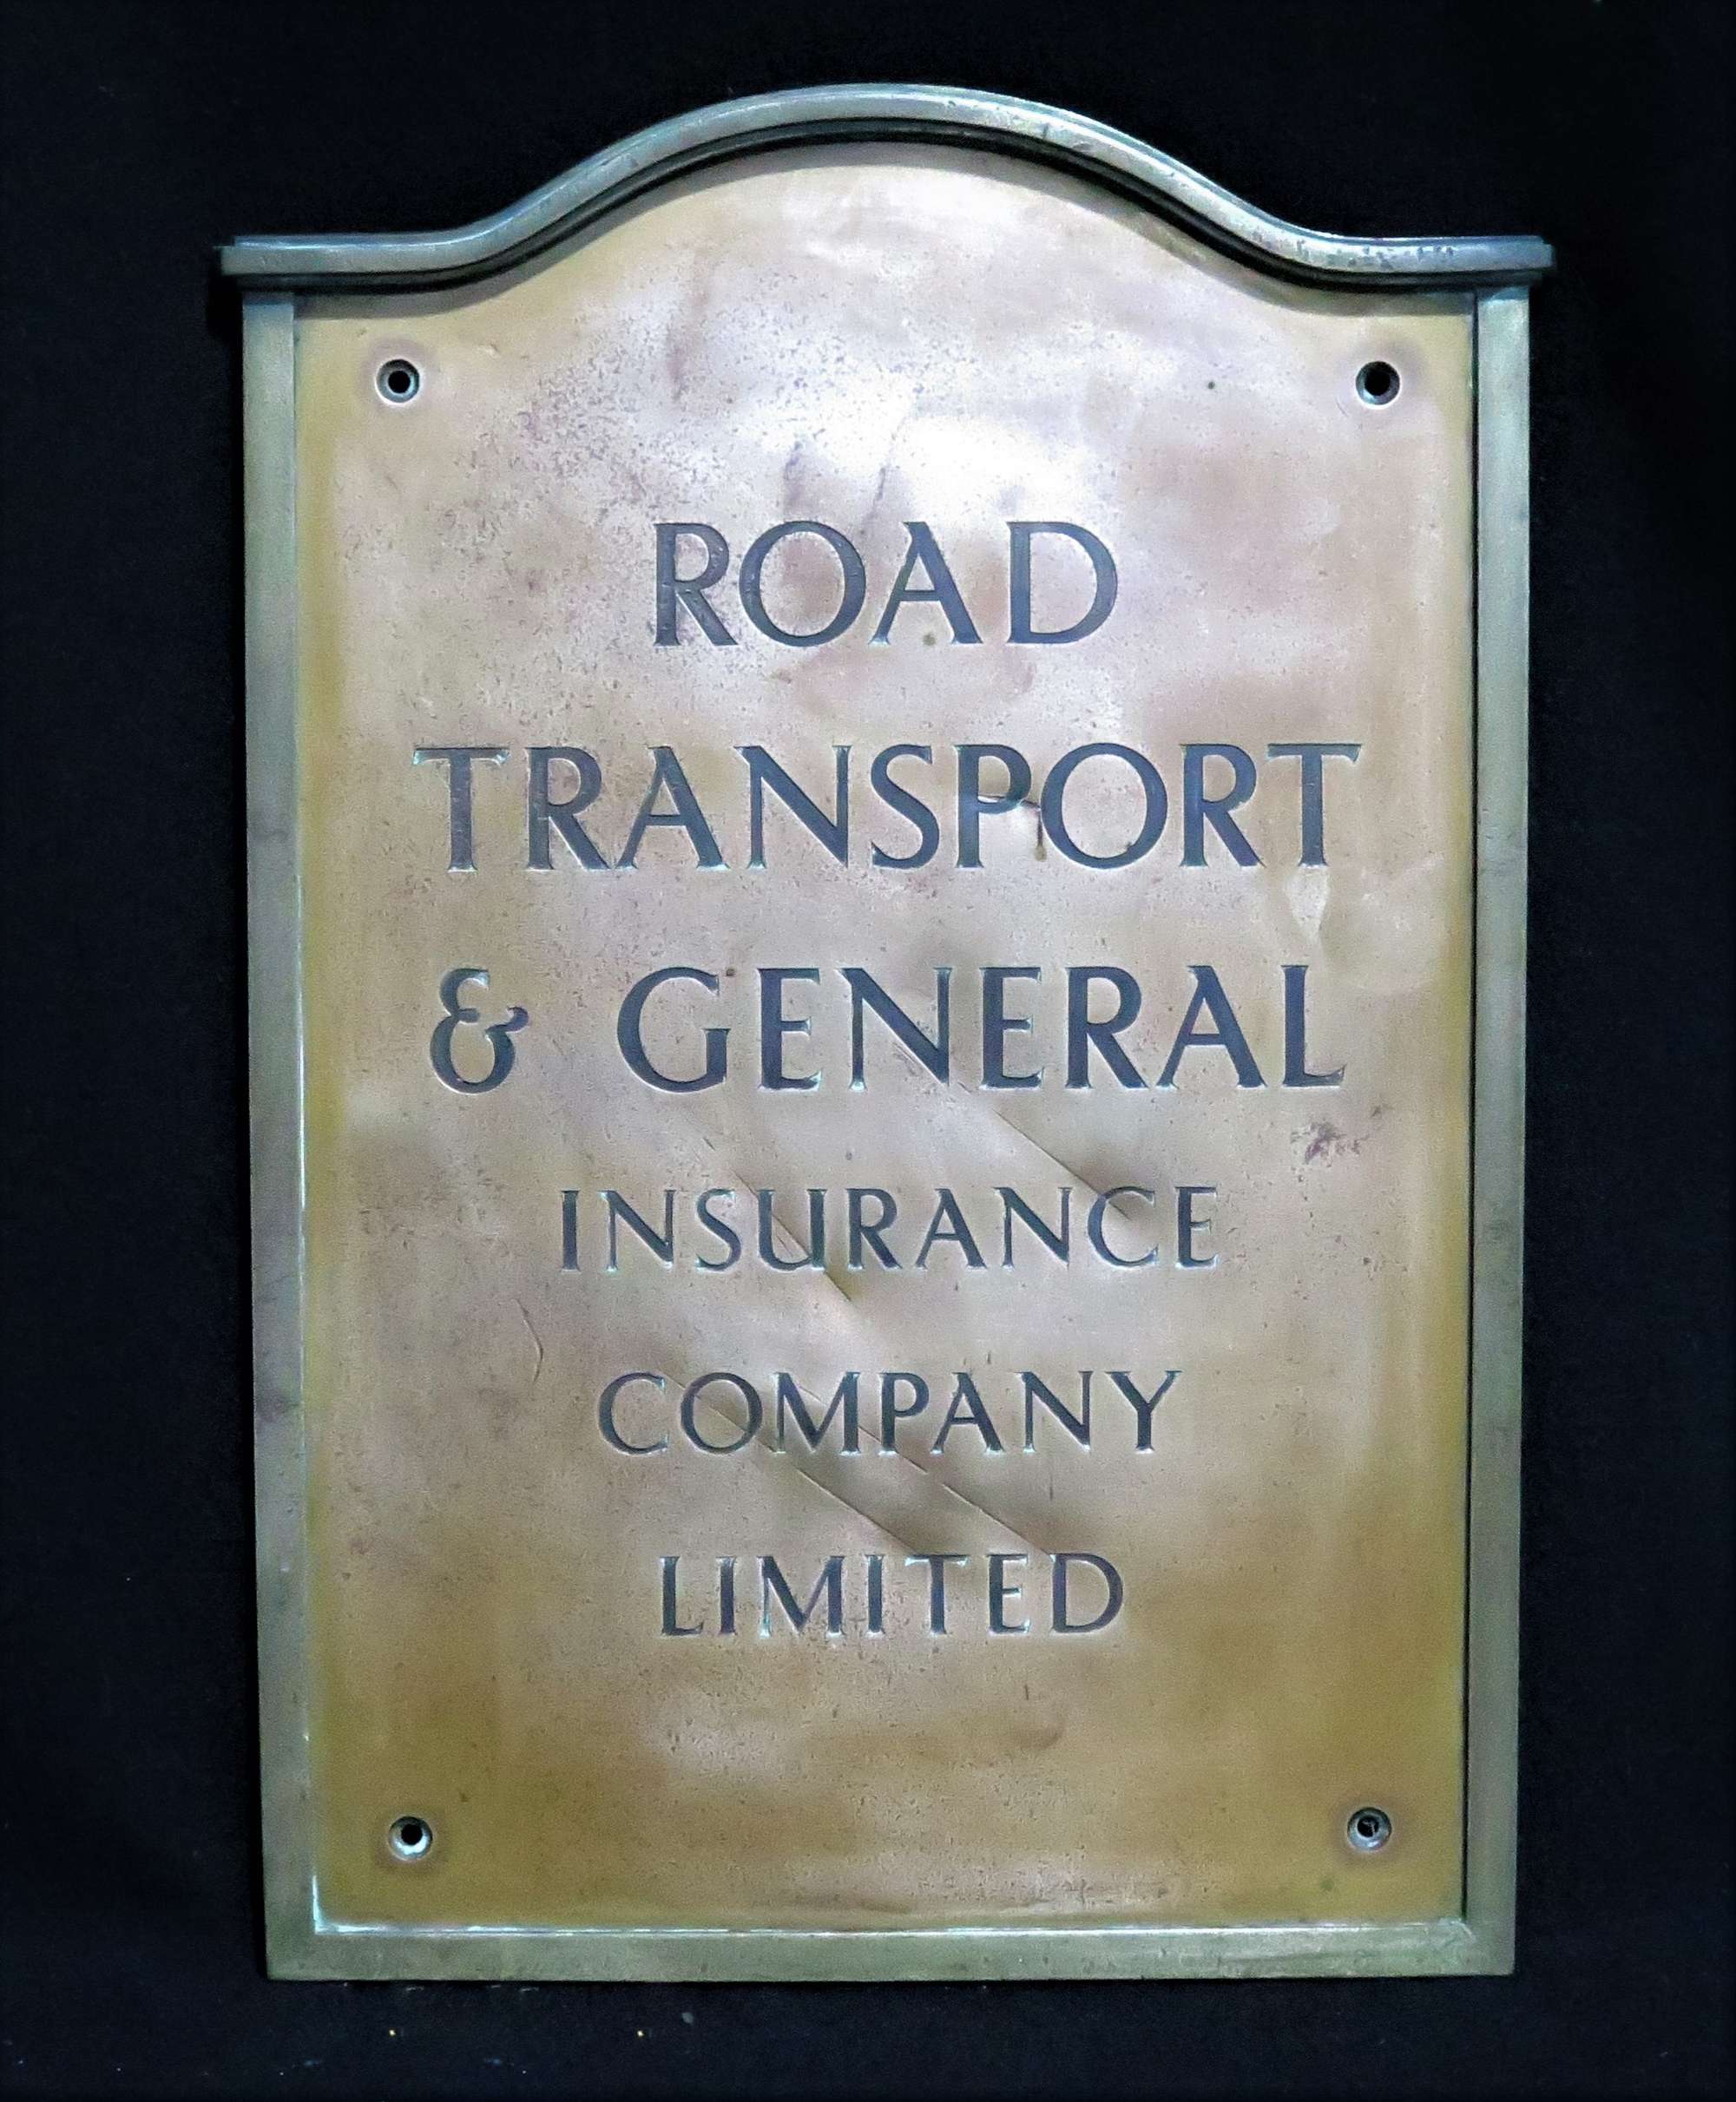 ROAD
TRANSPORT
& GENERAL
INSURANCE
COMPANY
LIMITED